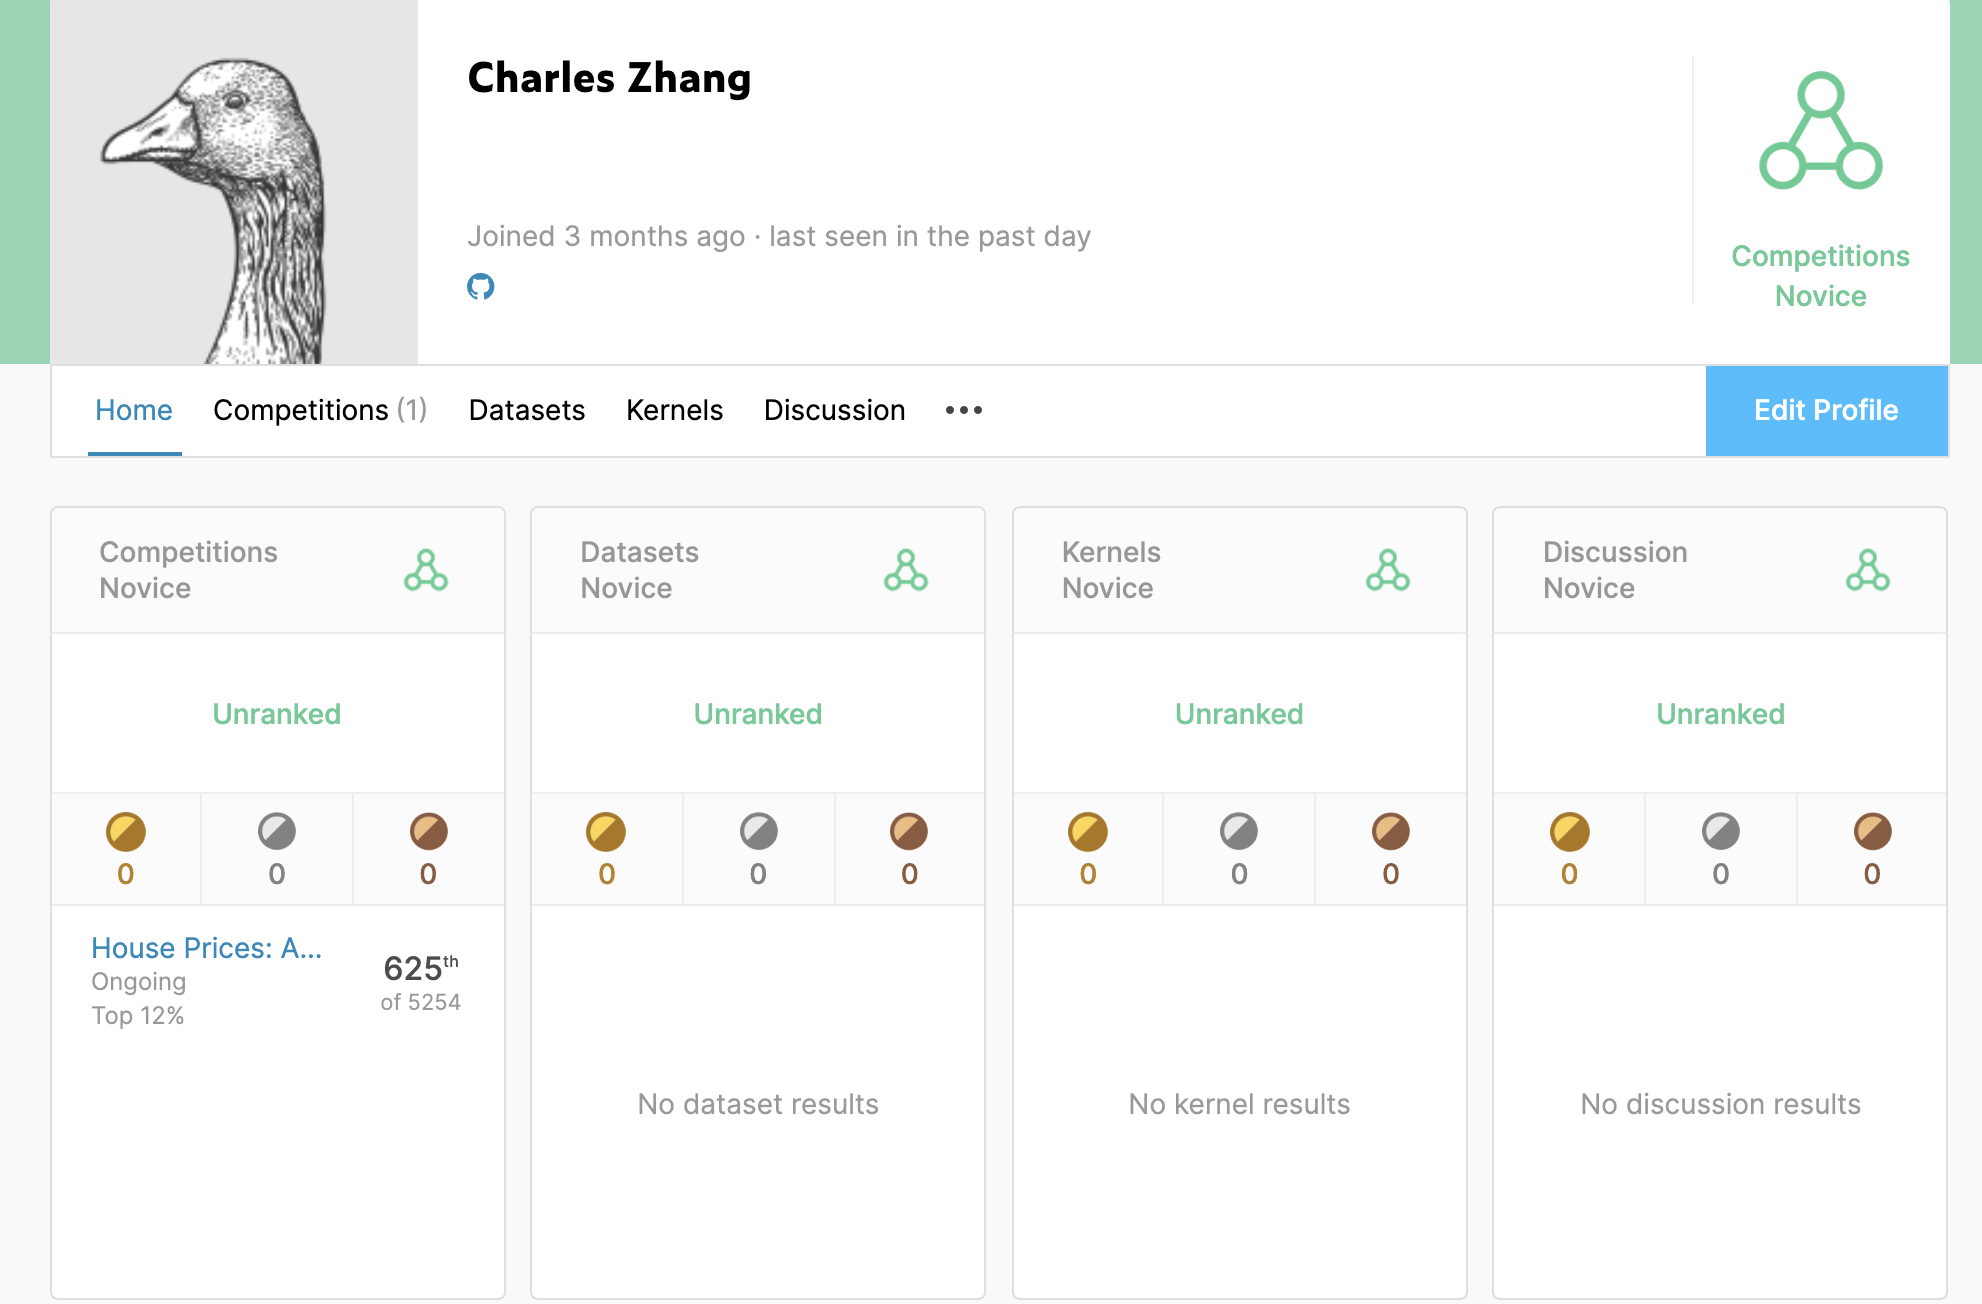 Charles Zhang
Joined 3 months ago · last seen in the past day
Competitions
Novice
Home
Competitions (1)
Datasets
Kernels
Discussion
•••
Edit Profile
Competitions
Novice
Unranked
0
0
0
House Prices: A...
Ongoing
Top 12%
625th
of 5254
Datasets
Novice
Unranked
0
0
0
No dataset results
Kernels
Novice
Unranked
0
0
0
No kernel results
Discussion
Novice
Unranked
0
0
0
No discussion results